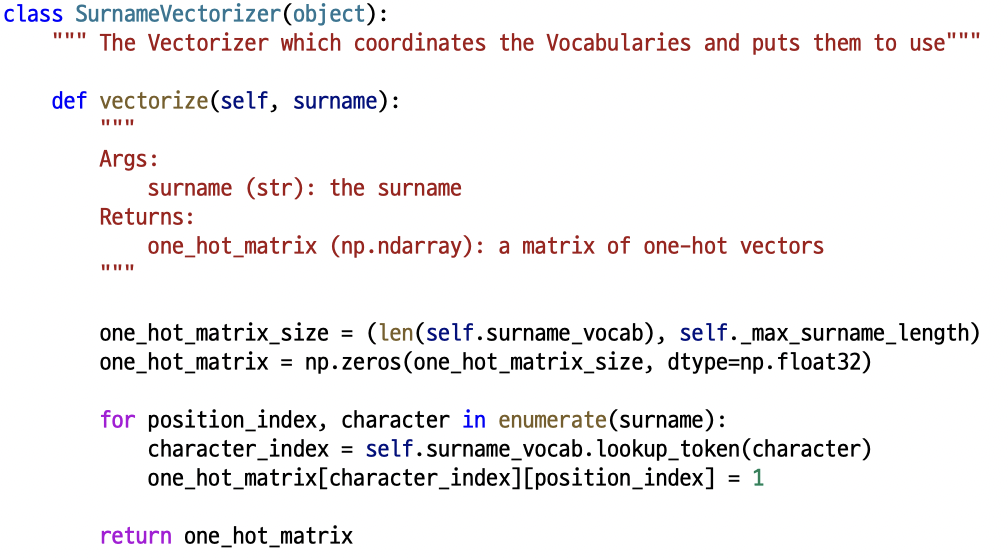 class SurnameVectorizer(object):
    """ The Vectorizer which coordinates the Vocabularies and puts them to use"""

    def vectorize(self, surname):
        """
        Args:
            surname (str): the surname
        Returns:
            one_hot_matrix (np.ndarray): a matrix of one-hot vectors
        """

        one_hot_matrix_size = (len(self.surname_vocab), self._max_surname_length)
        one_hot_matrix = np.zeros(one_hot_matrix_size, dtype=np.float32)

        for position_index, character in enumerate(surname):
            character_index = self.surname_vocab.lookup_token(character)
            one_hot_matrix[character_index][position_index] = 1

        return one_hot_matrix